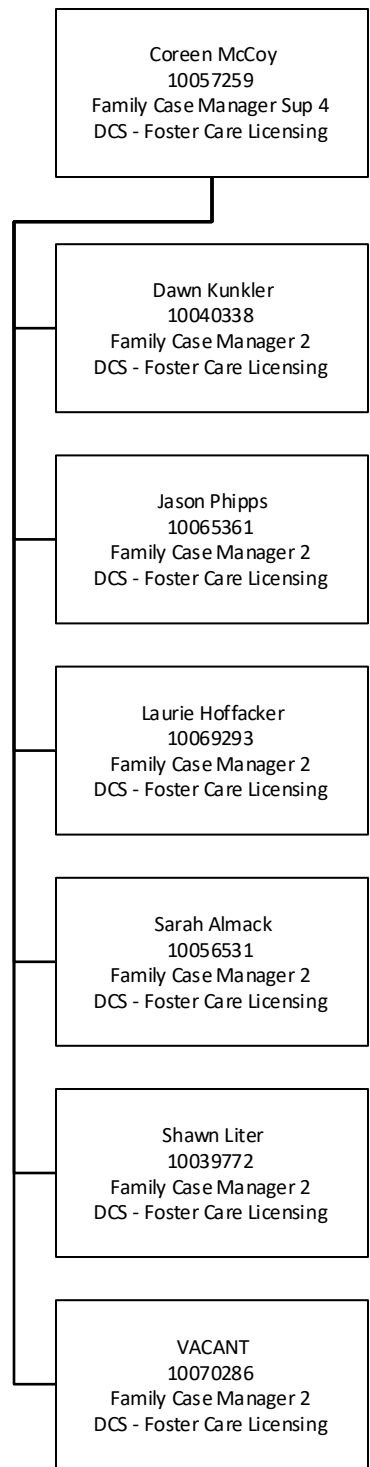 Coreen McCoy
10057259
Family Case Manager Sup 4
DCS - Foster Care Licensing
Dawn Kunkler
10040338
Family Case Manager 2
DCS - Foster Care Licensing
Jason Phipps
10065361
Family Case Manager 2
DCS - Foster Care Licensing
Laurie Hoffacker
10069293
Family Case Manager 2
DCS - Foster Care Licensing
Sarah Almack
10056531
Family Case Manager 2
DCS - Foster Care Licensing
Shawn Liter
10039772
Family Case Manager 2
DCS - Foster Care Licensing
VACANT
10070286
Family Case Manager 2
DCS - Foster Care Licensing